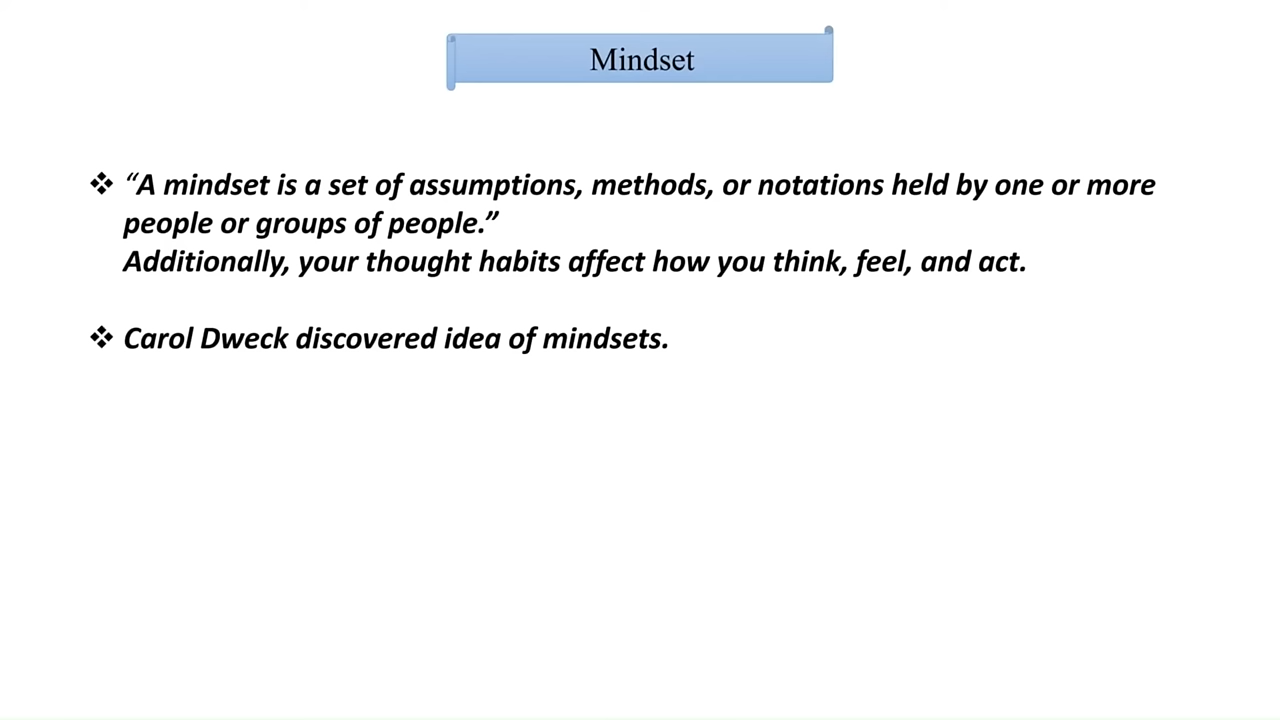 Mindset
❖ “A mindset is a set of assumptions, methods, or notations held by one or more
people or groups of people.”
Additionally, your thought habits affect how you think, feel, and act.
❖ Carol Dweck discovered idea of mindsets.